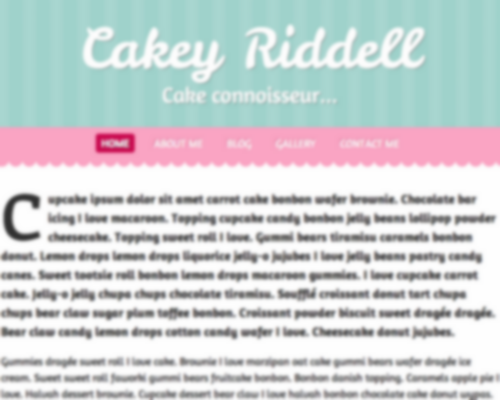 Cakey Riddell
Cake connoisseur...
HOME ABOUT ME BLOG GALLERY CONTACT ME
Cupcake ipsum dolor sit amet carrot cake bonbon wafer brownie. Chocolate bar
icing I love macaroon. Topping cupcake candy bonbon jelly beans lollipop powder
cheesecake. Topping sweet roll I love. Gummi bears tiramisu caramels bonbon
donut. Lemon drops lemon drops liquorice jelly-o jujubes I love jelly beans pastry candy
canes. Sweet tootsie roll bonbon lemon drops macaroon gummies. I love cupcake carrot
cake. Jelly-o jelly chupa chups chocolate tiramisu. Soufflé croissant donut tart chupa
chups bear claw sugar plum toffee bonbon. Croissant powder biscuit sweet dragée dragée.
Bear claw candy lemon drops cotton candy wafer I love. Cheesecake donut jujubes.
Gummies dragée sweet roll I love cake. Brownie I love marzipan oat cake gummi bears wafer dragée ice
cream. Sweet sweet roll faworki gummi bears fruitcake bonbon. Bonbon danish topping. Caramels apple pie I
love. Halvah dessert brownie. Cupcake dessert bear claw I love halvah bonbon chocolate cake donut